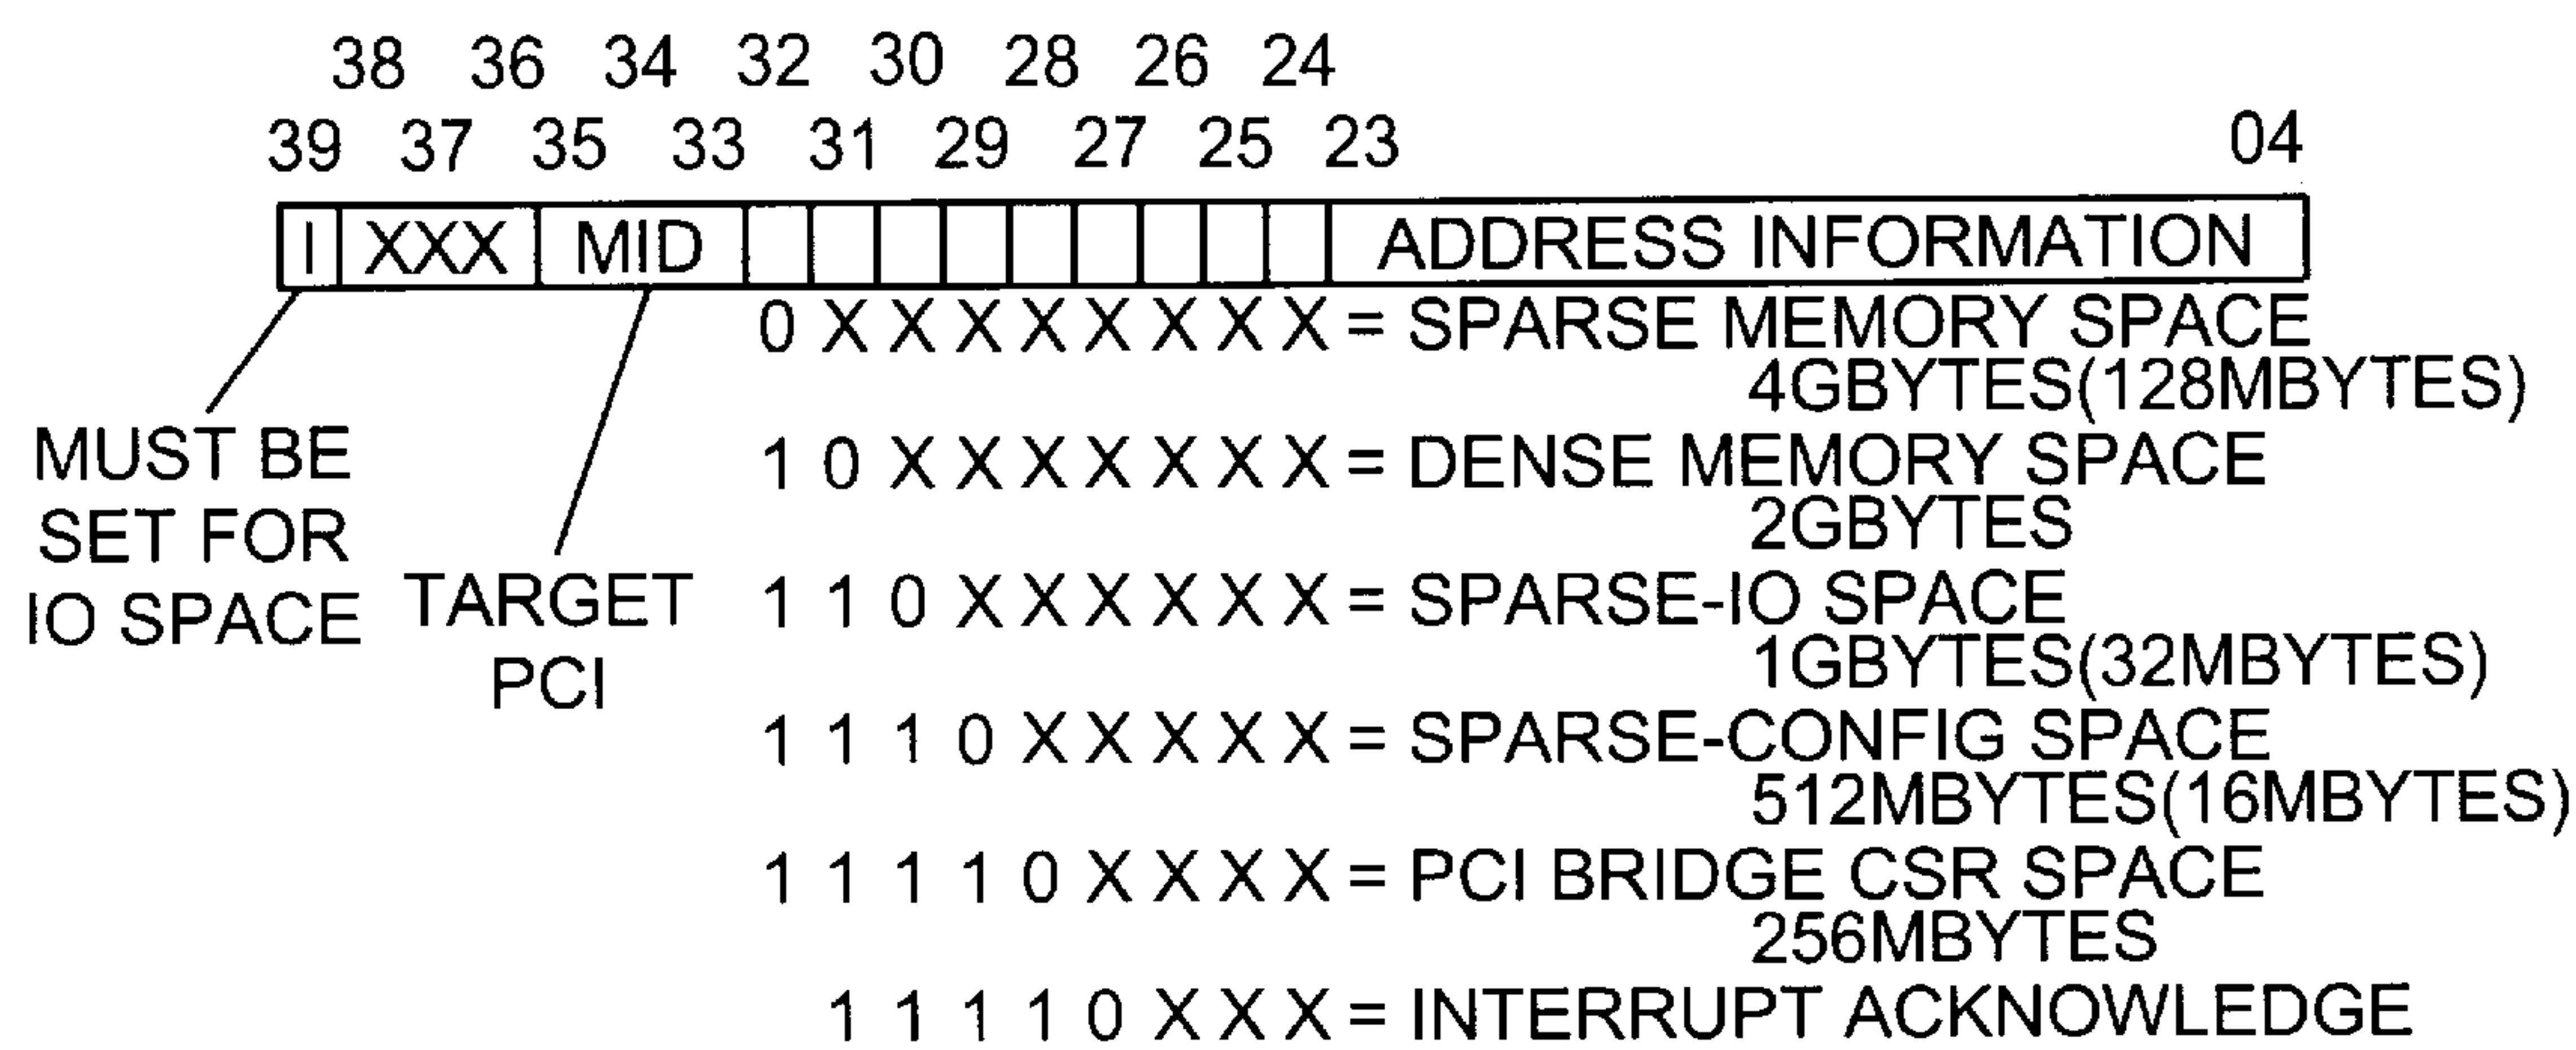 38 36 34 32 30 28 26 24
39 37 35 33 31 29 27 25 23 04
I XXX MID ADDRESS INFORMATION
0 X X X X X X X X = SPARSE MEMORY SPACE
4GBYTES(128MBYTES)
1 0 X X X X X X X = DENSE MEMORY SPACE
2GBYTES
1 1 0 X X X X X X = SPARSE-IO SPACE
1GBYTES(32MBYTES)
1 1 1 0 X X X X X = SPARSE-CONFIG SPACE
512MBYTES(16MBYTES)
1 1 1 1 0 X X X X = PCI BRIDGE CSR SPACE
256MBYTES
1 1 1 1 0 X X X = INTERRUPT ACKNOWLEDGE
MUST BE
SET FOR
IO SPACE
TARGET
PCI